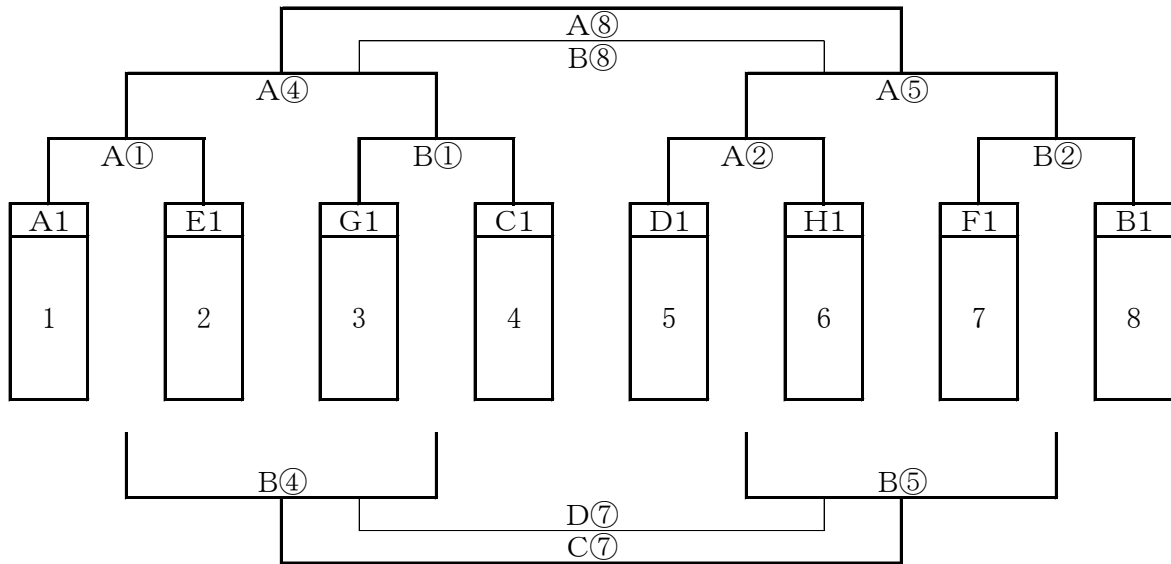 A⑧
B⑧
A④ A⑤
A① B① A② B②
A1 E1 G1 C1 D1 H1 F1 B1
1 2 3 4 5 6 7 8
B④ B⑤
D⑦
C⑦